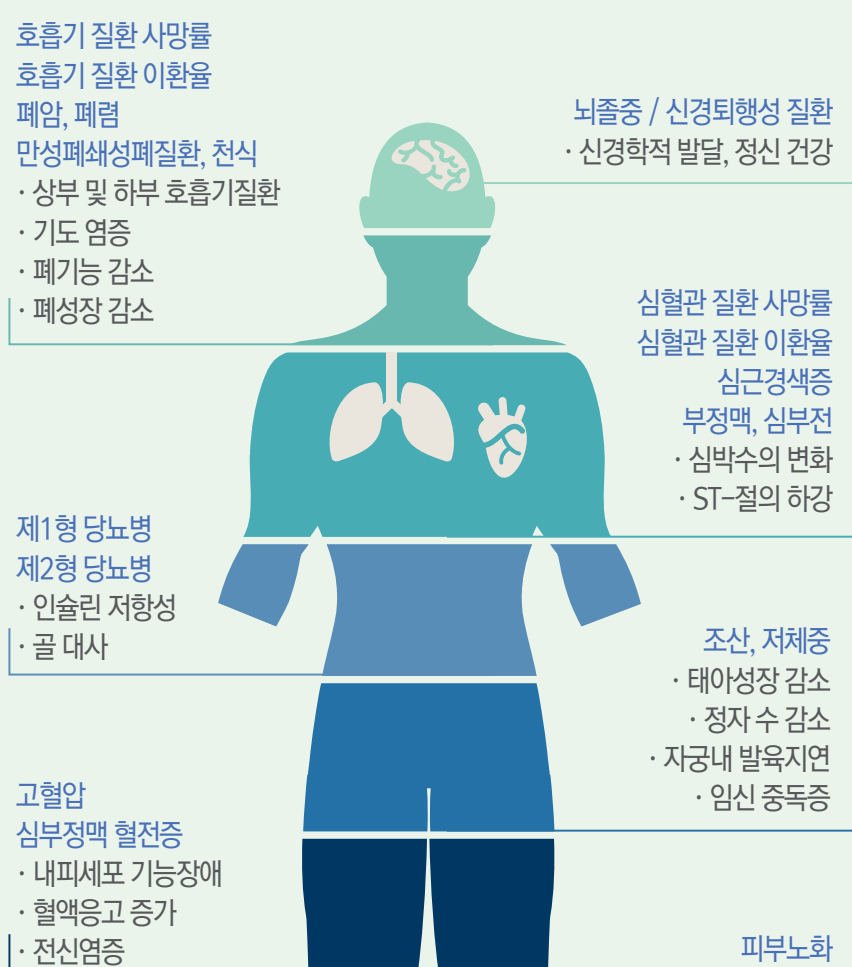 호흡기 질환 사망률
호흡기 질환 이환율
폐암, 폐렴
만성폐쇄성폐질환, 천식
· 상부 및 하부 호흡기질환
· 기도 염증
· 폐기능 감소
· 폐성장 감소
뇌졸중 / 신경퇴행성 질환
· 신경학적 발달, 정신 건강
심혈관 질환 사망률
심혈관 질환 이환율
심근경색증
부정맥, 심부전
· 심박수의 변화
· ST-절의 하강
제1형 당뇨병
제2형 당뇨병
· 인슐린 저항성
· 골 대사
조산, 저체중
· 태아성장 감소
· 정자 수 감소
· 자궁내 발육지연
· 임신 중독증
고혈압
심부정맥 혈전증
· 내피세포 기능장애
· 혈액응고 증가
· 전신염증
피부노화